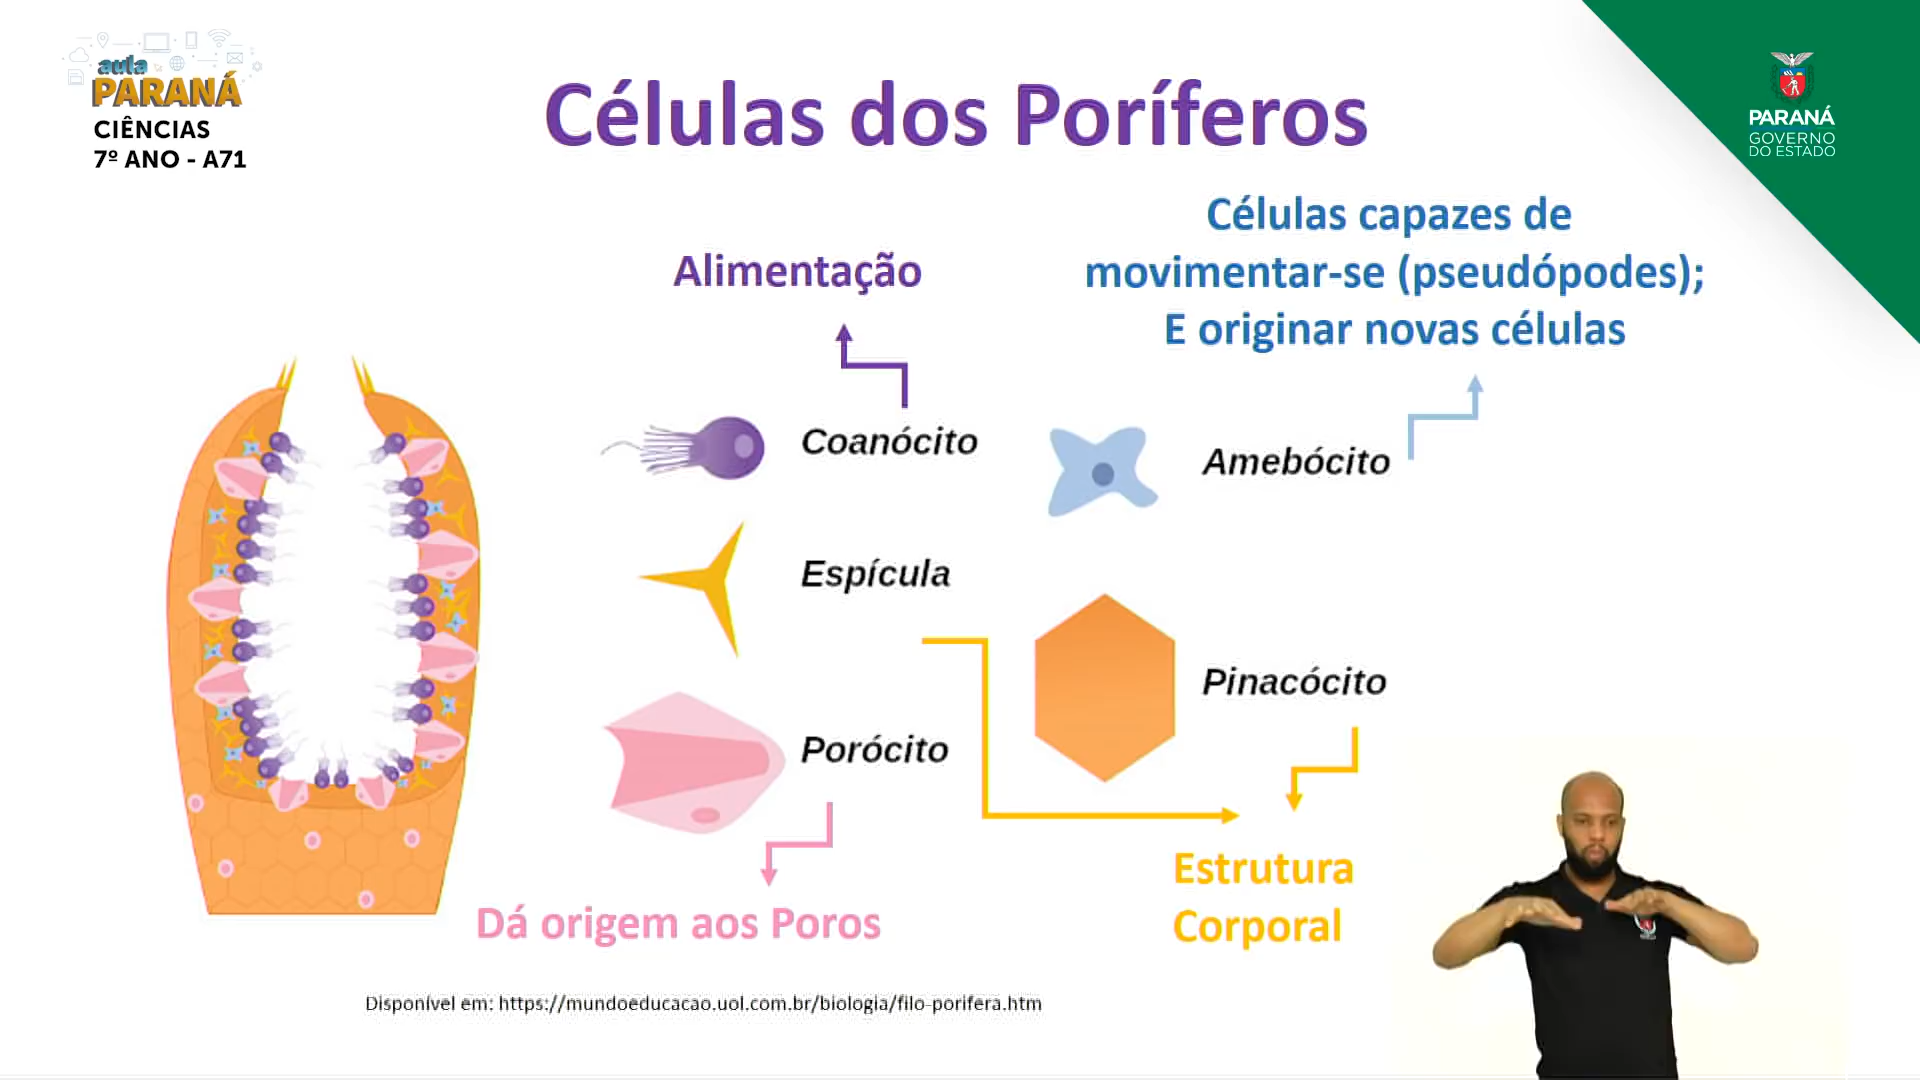 aula
PARANÁ
CIÊNCIAS
7º ANO - A71
Células dos Poríferos
PARANÁ
GOVERNO
DO ESTADO
Alimentação
Células capazes de
movimentar-se (pseudópodes);
E originar novas células
Coanócito
Amebócito
Espícula
Pinacócito
Porócito
Estrutura
Corporal
Dá origem aos Poros
Disponível em: https://mundoeducacao.uol.com.br/biologia/filo-porifera.htm